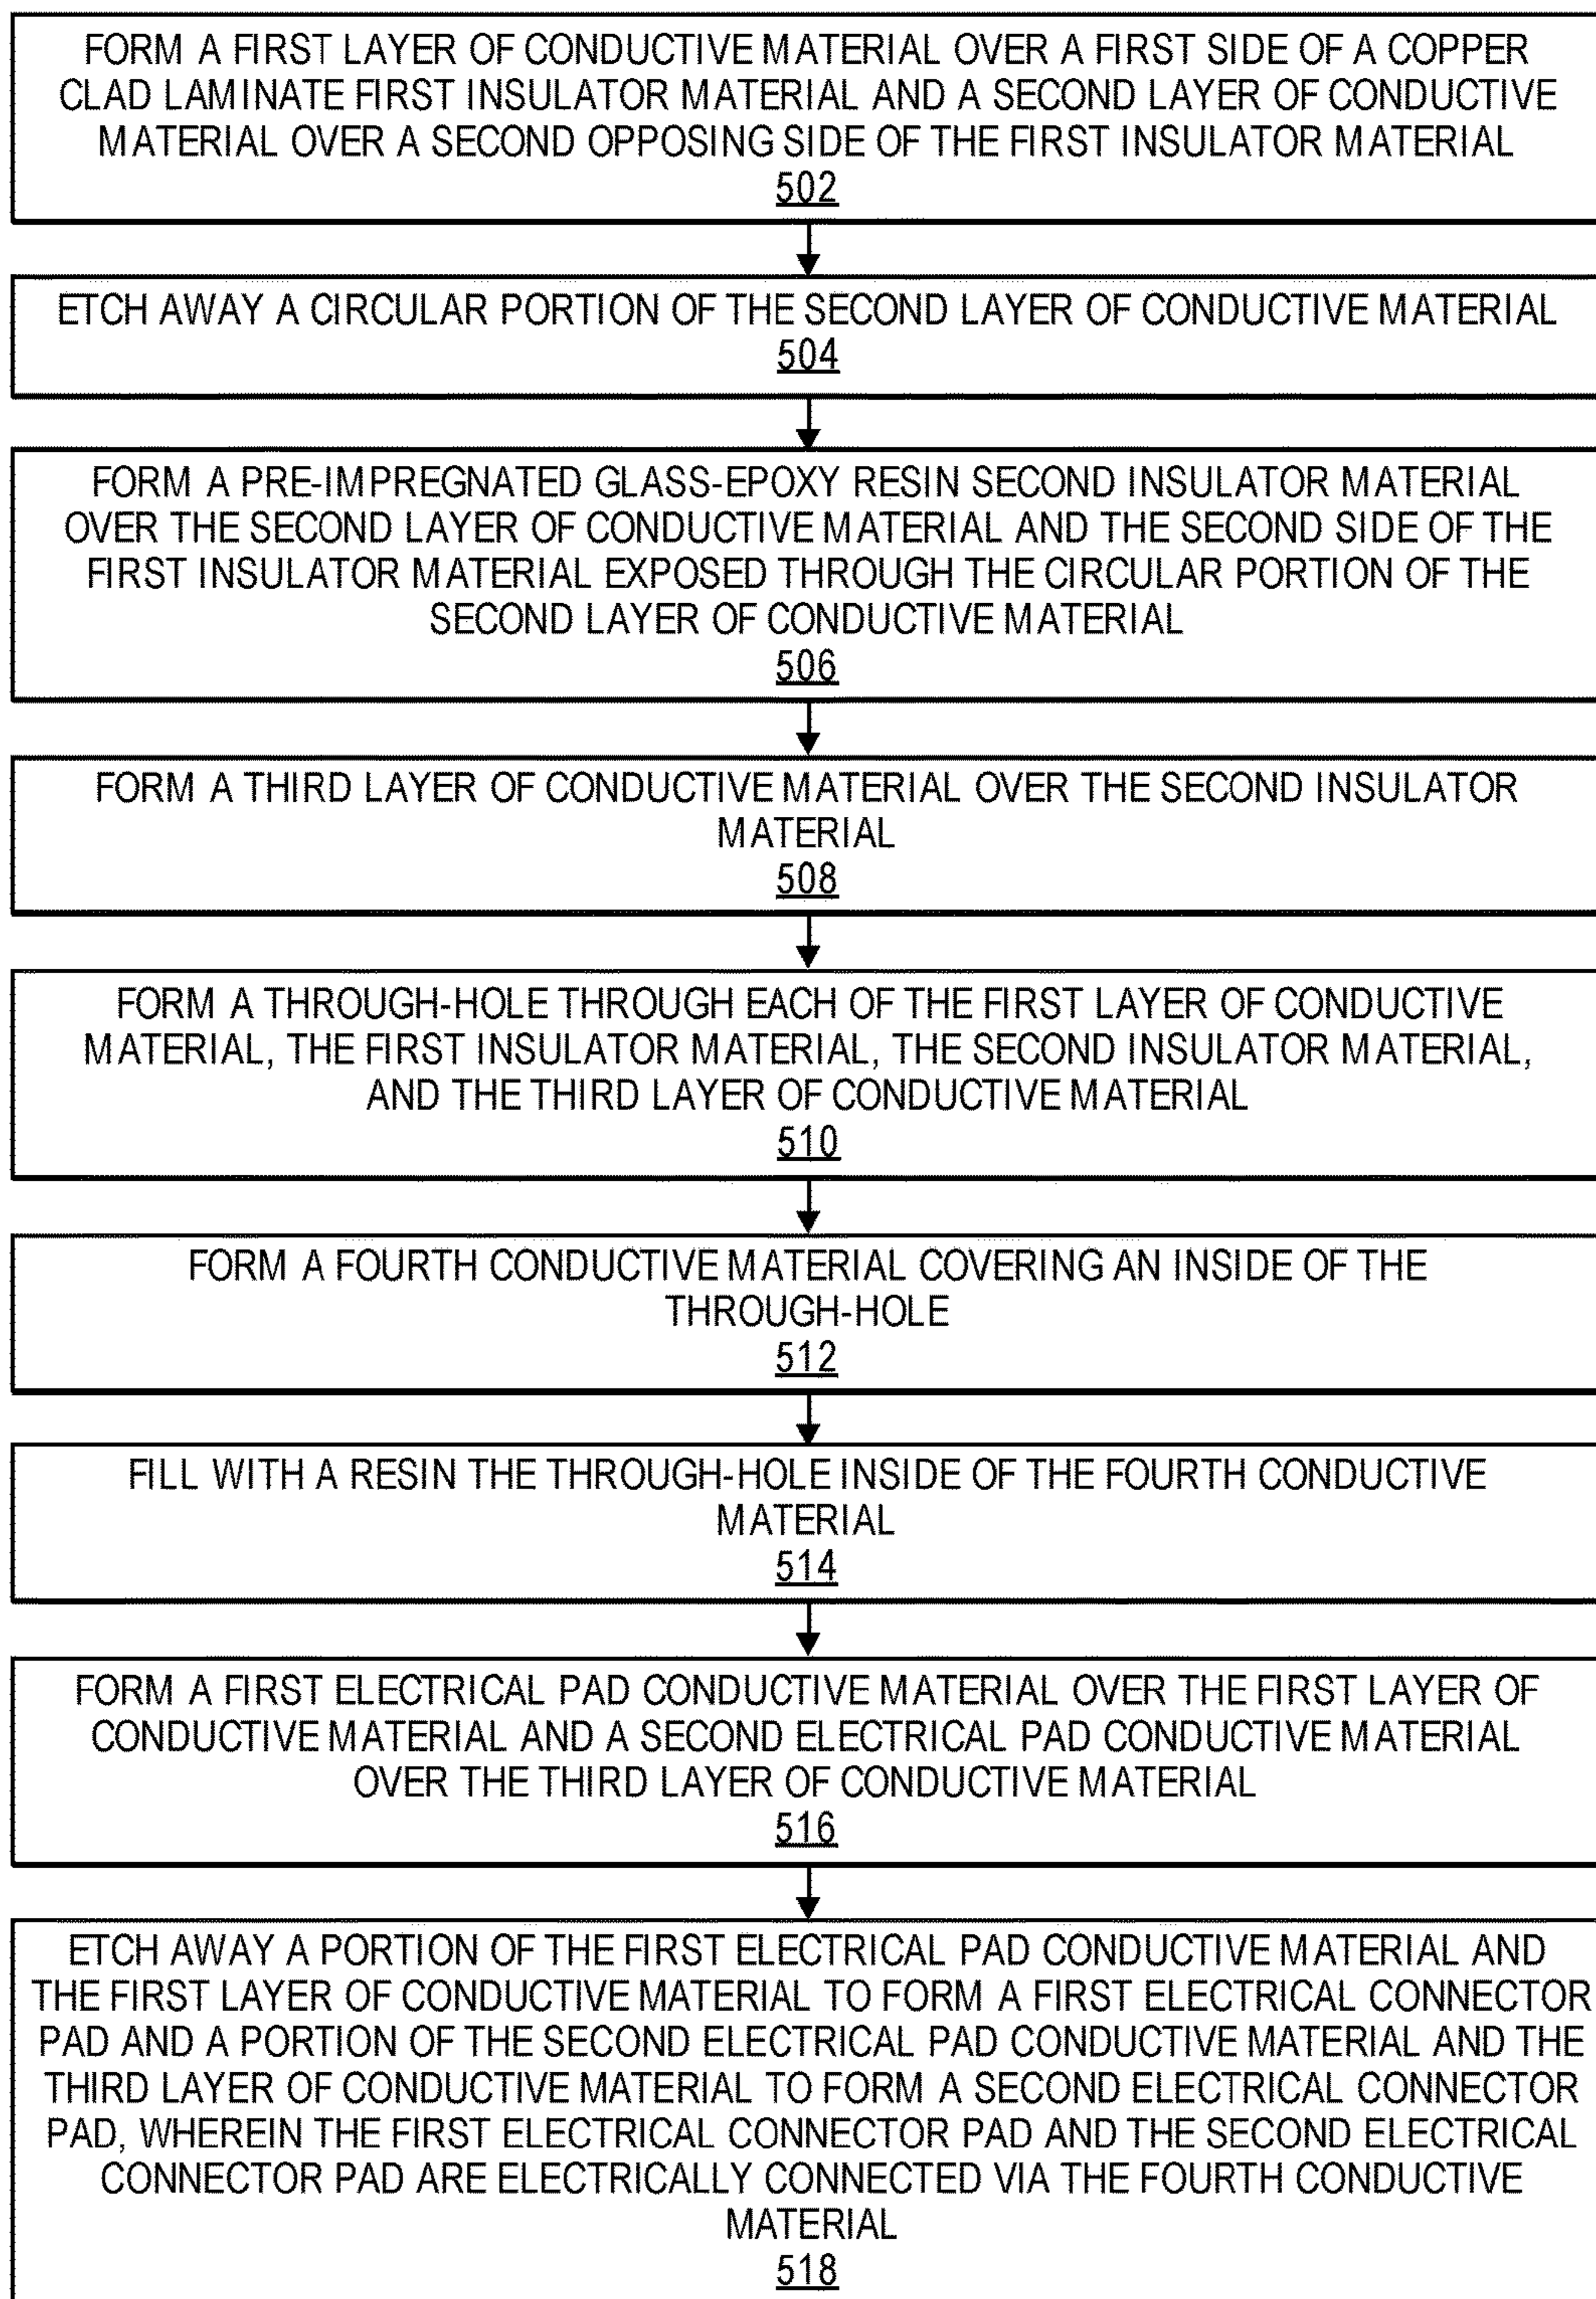 FORM A FIRST LAYER OF CONDUCTIVE MATERIAL OVER A FIRST SIDE OF A COPPER
CLAD LAMINATE FIRST INSULATOR MATERIAL AND A SECOND LAYER OF CONDUCTIVE
MATERIAL OVER A SECOND OPPOSING SIDE OF THE FIRST INSULATOR MATERIAL
502
ETCH AWAY A CIRCULAR PORTION OF THE SECOND LAYER OF CONDUCTIVE MATERIAL
504
FORM A PRE-IMPREGNATED GLASS-EPOXY RESIN SECOND INSULATOR MATERIAL
OVER THE SECOND LAYER OF CONDUCTIVE MATERIAL AND THE SECOND SIDE OF THE
FIRST INSULATOR MATERIAL EXPOSED THROUGH THE CIRCULAR PORTION OF THE
SECOND LAYER OF CONDUCTIVE MATERIAL
506
FORM A THIRD LAYER OF CONDUCTIVE MATERIAL OVER THE SECOND INSULATOR
MATERIAL
508
FORM A THROUGH-HOLE THROUGH EACH OF THE FIRST LAYER OF CONDUCTIVE
MATERIAL, THE FIRST INSULATOR MATERIAL, THE SECOND INSULATOR MATERIAL,
AND THE THIRD LAYER OF CONDUCTIVE MATERIAL
510
FORM A FOURTH CONDUCTIVE MATERIAL COVERING AN INSIDE OF THE
THROUGH-HOLE
512
FILL WITH A RESIN THE THROUGH-HOLE INSIDE OF THE FOURTH CONDUCTIVE
MATERIAL
514
FORM A FIRST ELECTRICAL PAD CONDUCTIVE MATERIAL OVER THE FIRST LAYER OF
CONDUCTIVE MATERIAL AND A SECOND ELECTRICAL PAD CONDUCTIVE MATERIAL
OVER THE THIRD LAYER OF CONDUCTIVE MATERIAL
516
ETCH AWAY A PORTION OF THE FIRST ELECTRICAL PAD CONDUCTIVE MATERIAL AND
THE FIRST LAYER OF CONDUCTIVE MATERIAL TO FORM A FIRST ELECTRICAL CONNECTOR
PAD AND A PORTION OF THE SECOND ELECTRICAL PAD CONDUCTIVE MATERIAL AND THE
THIRD LAYER OF CONDUCTIVE MATERIAL TO FORM A SECOND ELECTRICAL CONNECTOR
PAD, WHEREIN THE FIRST ELECTRICAL CONNECTOR PAD AND THE SECOND ELECTRICAL
CONNECTOR PAD ARE ELECTRICALLY CONNECTED VIA THE FOURTH CONDUCTIVE
MATERIAL
518